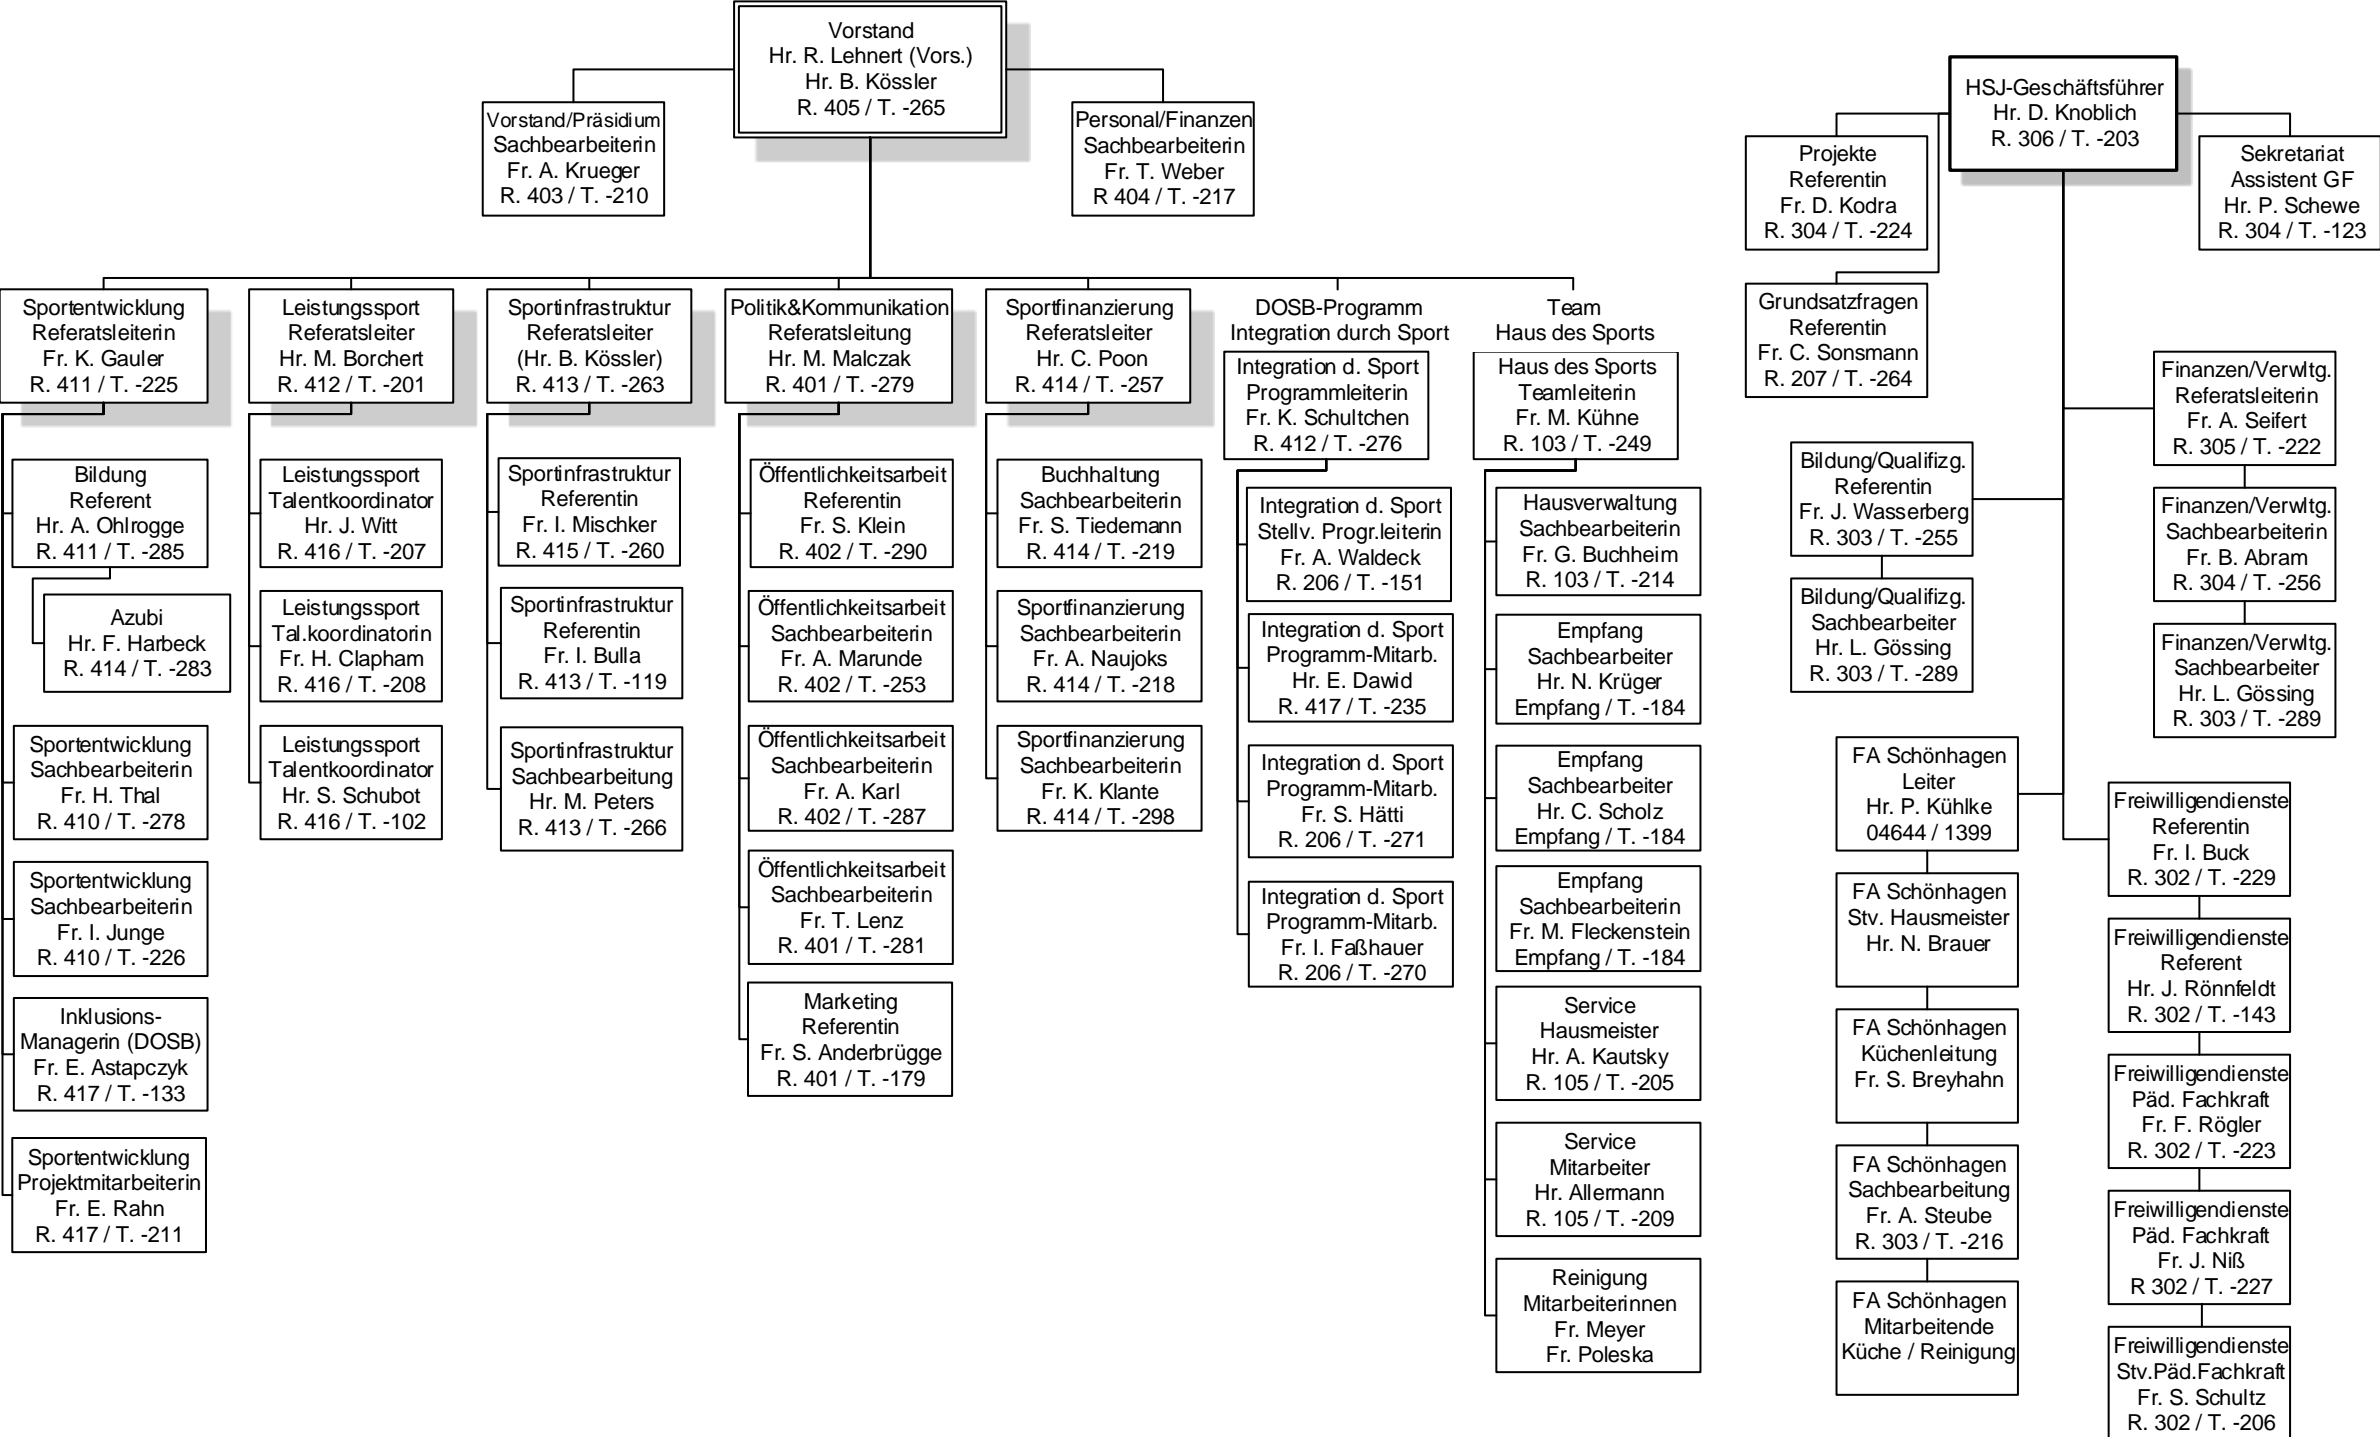 Vorstand
Hr. R. Lehnert (Vors.)
Hr. B. Kössler
R. 405 / T. -265
Vorstand/Präsidium
Sachbearbeiterin
Fr. A. Krueger
R. 403 / T. -210
Personal/Finanzen
Sachbearbeiterin
Fr. T. Weber
R 404 / T. -217
Sportentwicklung
Referatsleiterin
Fr. K. Gauler
R. 411 / T. -225
Bildung
Referent
Hr. A. Ohlrogge
R. 411 / T. -285
Azubi
Hr. F. Harbeck
R. 414 / T. -283
Sportentwicklung
Sachbearbeiterin
Fr. H. Thal
R. 410 / T. -278
Sportentwicklung
Sachbearbeiterin
Fr. I. Junge
R. 410 / T. -226
Inklusions-
Managerin (DOSB)
Fr. E. Astapczyk
R. 417 / T. -133
Sportentwicklung
Projektmitarbeiterin
Fr. E. Rahn
R. 417 / T. -211
Leistungssport
Referatsleiter
Hr. M. Borchert
R. 412 / T. -201
Leistungssport
Talentkoordinator
Hr. J. Witt
R. 416 / T. -207
Leistungssport
Tal.koordinatorin
Fr. H. Clapham
R. 416 / T. -208
Leistungssport
Talentkoordinator
Hr. S. Schubot
R. 416 / T. -102
Sportinfrastruktur
Referatsleiter
(Hr. B. Kössler)
R. 413 / T. -263
Sportinfrastruktur
Referentin
Fr. I. Mischker
R. 415 / T. -260
Sportinfrastruktur
Referentin
Fr. I. Bulla
R. 413 / T. -119
Sportinfrastruktur
Sachbearbeitung
Hr. M. Peters
R. 413 / T. -266
Politik&Kommunikation
Referatsleitung
Hr. M. Malczak
R. 401 / T. -279
Öffentlichkeitsarbeit
Referentin
Fr. S. Klein
R. 402 / T. -290
Öffentlichkeitsarbeit
Sachbearbeiterin
Fr. A. Marunde
R. 402 / T. -253
Öffentlichkeitsarbeit
Sachbearbeiterin
Fr. A. Karl
R. 402 / T. -287
Öffentlichkeitsarbeit
Sachbearbeiterin
Fr. T. Lenz
R. 401 / T. -281
Marketing
Referentin
Fr. S. Anderbrügge
R. 401 / T. -179
Sportfinanzierung
Referatsleiter
Hr. C. Poon
R. 414 / T. -257
Buchhaltung
Sachbearbeiterin
Fr. S. Tiedemann
R. 414 / T. -219
Sportfinanzierung
Sachbearbeiterin
Fr. A. Naujoks
R. 414 / T. -218
Sportfinanzierung
Sachbearbeiterin
Fr. K. Klante
R. 414 / T. -298
DOSB-Programm
Integration durch Sport
Integration d. Sport
Programmleiterin
Fr. K. Schultchen
R. 412 / T. -276
Integration d. Sport
Stellv. Progr.leiterin
Fr. A. Waldeck
R. 206 / T. -151
Integration d. Sport
Programm-Mitarb.
Hr. E. Dawid
R. 417 / T. -235
Integration d. Sport
Programm-Mitarb.
Fr. S. Hätti
R. 206 / T. -271
Integration d. Sport
Programm-Mitarb.
Fr. I. Faßhauer
R. 206 / T. -270
Team
Haus des Sports
Haus des Sports
Teamleiterin
Fr. M. Kühne
R. 103 / T. -249
Hausverwaltung
Sachbearbeiterin
Fr. G. Buchheim
R. 103 / T. -214
Empfang
Sachbearbeiter
Hr. N. Krüger
Empfang / T. -184
Empfang
Sachbearbeiter
Hr. C. Scholz
Empfang / T. -184
Empfang
Sachbearbeiterin
Fr. M. Fleckenstein
Empfang / T. -184
Service
Hausmeister
Hr. A. Kautsky
R. 105 / T. -205
Service
Mitarbeiter
Hr. Allermann
R. 105 / T. -209
Reinigung
Mitarbeiterinnen
Fr. Meyer
Fr. Poleska
HSJ-Geschäftsführer
Hr. D. Knoblich
R. 306 / T. -203
Projekte
Referentin
Fr. D. Kodra
R. 304 / T. -224
Sekretariat
Assistent GF
Hr. P. Schewe
R. 304 / T. -123
Grundsatzfragen
Referentin
Fr. C. Sonsmann
R. 207 / T. -264
Bildung/Qualifizg.
Referentin
Fr. J. Wasserberg
R. 303 / T. -255
Bildung/Qualifizg.
Sachbearbeiter
Hr. L. Gössing
R. 303 / T. -289
Finanzen/Verwltg.
Referatsleiterin
Fr. A. Seifert
R. 305 / T. -222
Finanzen/Verwltg.
Sachbearbeiterin
Fr. B. Abram
R. 304 / T. -256
Finanzen/Verwltg.
Sachbearbeiter
Hr. L. Gössing
R. 303 / T. -289
FA Schönhagen
Leiter
Hr. P. Kühlke
04644 / 1399
FA Schönhagen
Stv. Hausmeister
Hr. N. Brauer
FA Schönhagen
Küchenleitung
Fr. S. Breyhahn
FA Schönhagen
Sachbearbeitung
Fr. A. Steube
R. 303 / T. -216
FA Schönhagen
Mitarbeitende
Küche / Reinigung
Freiwilligendienste
Referentin
Fr. I. Buck
R. 302 / T. -229
Freiwilligendienste
Referent
Hr. J. Rönnfeldt
R. 302 / T. -143
Freiwilligendienste
Päd. Fachkraft
Fr. F. Rögler
R. 302 / T. -223
Freiwilligendienste
Päd. Fachkraft
Fr. J. Niß
R 302 / T. -227
Freiwilligendienste
Stv.Päd.Fachkraft
Fr. S. Schultz
R. 302 / T. -206